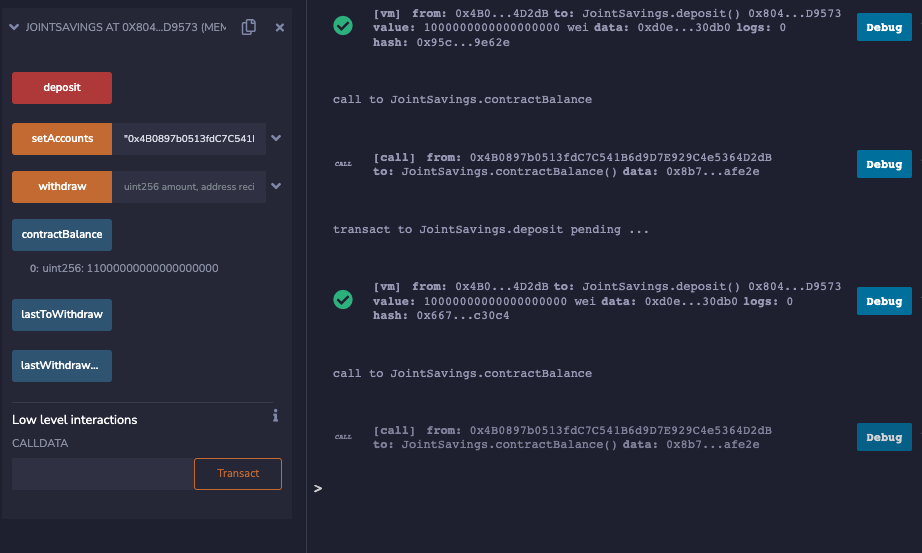 JOINTSAVINGS AT 0X804...D9573 (MEM
deposit
setAccounts "0x4B0897b0513fdC7C541I
withdraw uint256 amount, address reci
contractBalance
0: uint256: 11000000000000000000
lastToWithdraw
lastWithdraw...
Low level interactions
CALLDATA
Transact
[vm] from: 0x4B0...4D2dB to: JointSavings.deposit() 0x804...D9573
value: 1000000000000000000 wei data: 0xd0e...30db0 logs: 0
hash: 0x95c...9e62e
Debug
call to JointSavings.contractBalance
CALL [call] from: 0x4B0897b0513fdC7C541B6d9D7E929C4e5364D2dB
to: JointSavings.contractBalance() data: 0x8b7...afe2e
Debug
transact to JointSavings.deposit pending ...
[vm] from: 0x4B0...4D2dB to: JointSavings.deposit() 0x804...D9573
value: 10000000000000000000 wei data: 0xd0e...30db0 logs: 0
hash: 0x667...c30c4
Debug
call to JointSavings.contractBalance
CALL [call] from: 0x4B0897b0513fdC7C541B6d9D7E929C4e5364D2dB
to: JointSavings.contractBalance() data: 0x8b7...afe2e
Debug
>